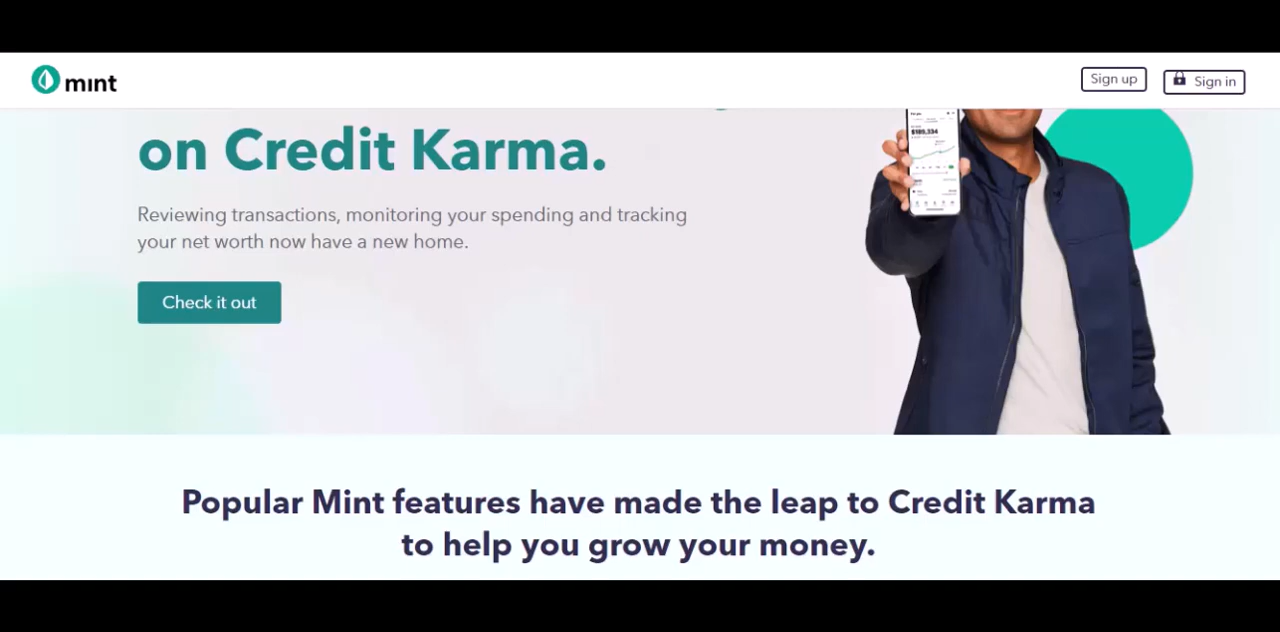 mint
Sign up
Sign in
on Credit Karma.
Reviewing transactions, monitoring your spending and tracking
your net worth now have a new home.
Check it out
$185,334
Popular Mint features have made the leap to Credit Karma
to help you grow your money.